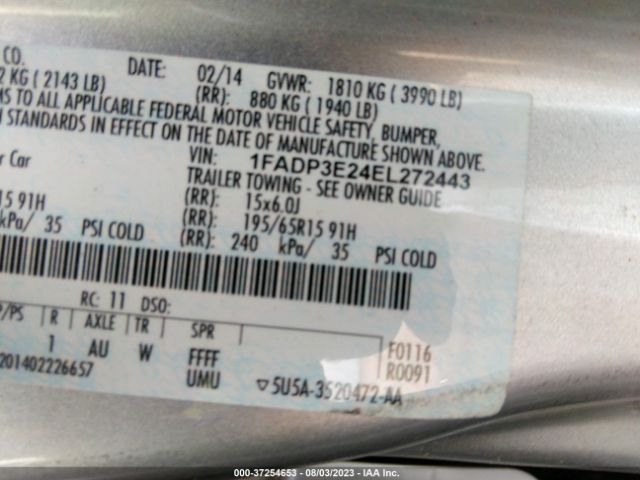 CO. DATE: 02/14 GVWR: 1810 KG ( 3990 LB)
2 KG ( 2143 LB) (RR): 880 KG ( 1940 LB)
MS TO ALL APPLICABLE FEDERAL MOTOR VEHICLE SAFETY, BUMPER,
STANDARDS IN EFFECT ON THE DATE OF MANUFACTURE SHOWN ABOVE.
r Car VIN: 1FADP3E24EL272443
TRAILER TOWING - SEE OWNER GUIDE
(RR): 15x6.0J
15 91H (RR): 195/65R15 91H
kPa/ 35 PSI COLD (RR): 240 kPa/ 35 PSI COLD
RC: 11 DSO:
P/PS R AXLE TR SPR
1 AU W FFFF F0116
201402226657 UMU R0091
5U5A-3520472-AA
000-37254653 - 08/03/2023 - IAA Inc.